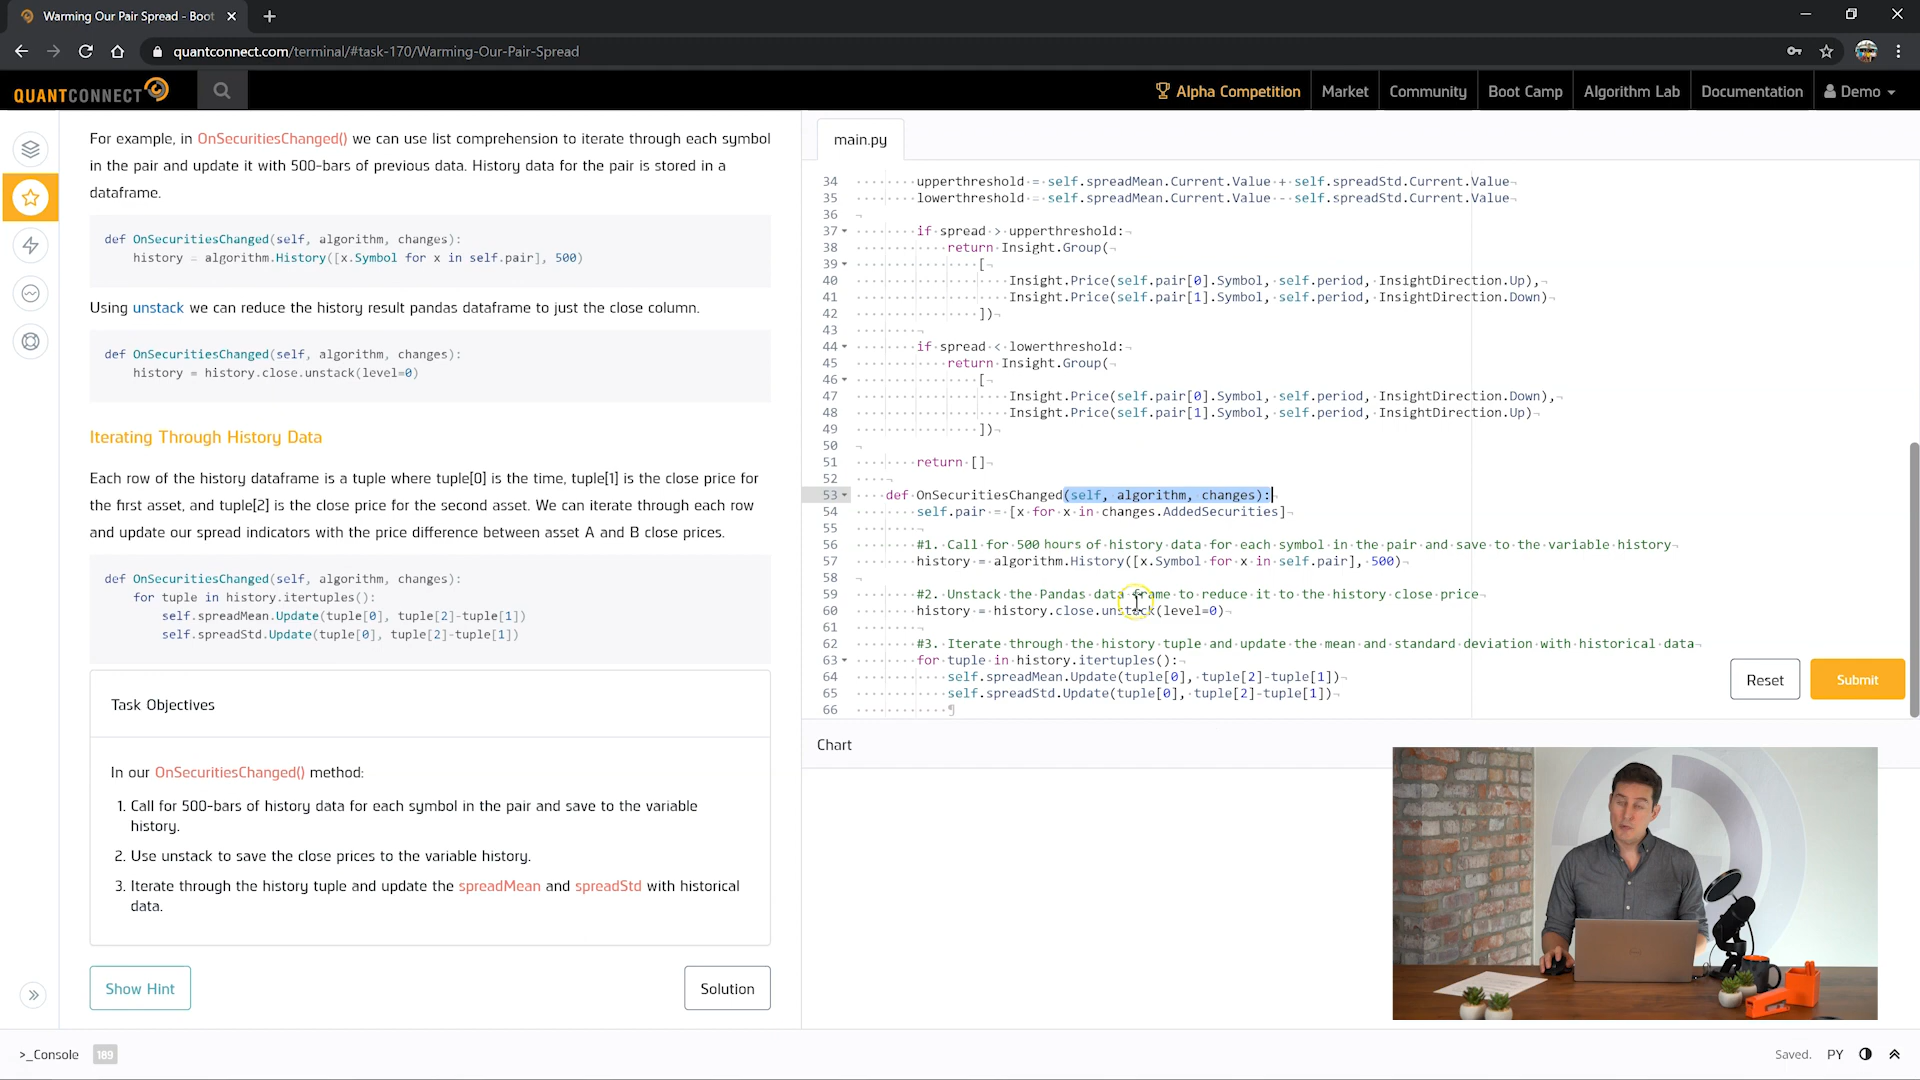 Warming Our Pair Spread - Boot
quantconnect.com/terminal/#task-170/Warming-Our-Pair-Spread
QUANTCONNECT
Alpha Competition
Market
Community
Boot Camp
Algorithm Lab
Documentation
Demo
For example, in OnSecuritiesChanged() we can use list comprehension to iterate through each symbol
in the pair and update it with 500-bars of previous data. History data for the pair is stored in a
dataframe.
def OnSecuritiesChanged(self, algorithm, changes):
history = algorithm.History([x.Symbol for x in self.pair], 500)
Using unstack we can reduce the history result pandas dataframe to just the close column.
def OnSecuritiesChanged(self, algorithm, changes):
history = history.close.unstack(level=0)
Iterating Through History Data
Each row of the history dataframe is a tuple where tuple[0] is the time, tuple[1] is the close price for
the first asset, and tuple[2] is the close price for the second asset. We can iterate through each row
and update our spread indicators with the price difference between asset A and B close prices.
def OnSecuritiesChanged(self, algorithm, changes):
for tuple in history.itertuples():
self.spreadMean.Update(tuple[0], tuple[2]-tuple[1])
self.spreadStd.Update(tuple[0], tuple[2]-tuple[1])
Task Objectives
In our OnSecuritiesChanged() method:
1. Call for 500-bars of history data for each symbol in the pair and save to the variable
history.
2. Use unstack to save the close prices to the variable history.
3. Iterate through the history tuple and update the spreadMean and spreadStd with historical
data.
Show Hint
Solution
main.py
34 upperthreshold = self.spreadMean.Current.Value + self.spreadStd.Current.Value
35 lowerthreshold = self.spreadMean.Current.Value - self.spreadStd.Current.Value
36
37 if spread > upperthreshold:
38 return Insight.Group(
39 [
40 Insight.Price(self.pair[0].Symbol, self.period, InsightDirection.Up),
41 Insight.Price(self.pair[1].Symbol, self.period, InsightDirection.Down)
42 ])
43
44 if spread < lowerthreshold:
45 return Insight.Group(
46 [
47 Insight.Price(self.pair[0].Symbol, self.period, InsightDirection.Down),
48 Insight.Price(self.pair[1].Symbol, self.period, InsightDirection.Up)
49 ])
50
51 return []
52
53 def OnSecuritiesChanged(self, algorithm, changes):
54 self.pair = [x for x in changes.AddedSecurities]
55
56 #1. Call for 500 hours of history data for each symbol in the pair and save to the variable history
57 history = algorithm.History([x.Symbol for x in self.pair], 500)
58
59 #2. Unstack the Pandas data frame to reduce it to the history close price
60 history = history.close.unstack(level=0)
61
62 #3. Iterate through the history tuple and update the mean and standard deviation with historical data
63 for tuple in history.itertuples():
64 self.spreadMean.Update(tuple[0], tuple[2]-tuple[1])
65 self.spreadStd.Update(tuple[0], tuple[2]-tuple[1])
66
Reset
Submit
Chart
>_Console 189
Saved.
PY